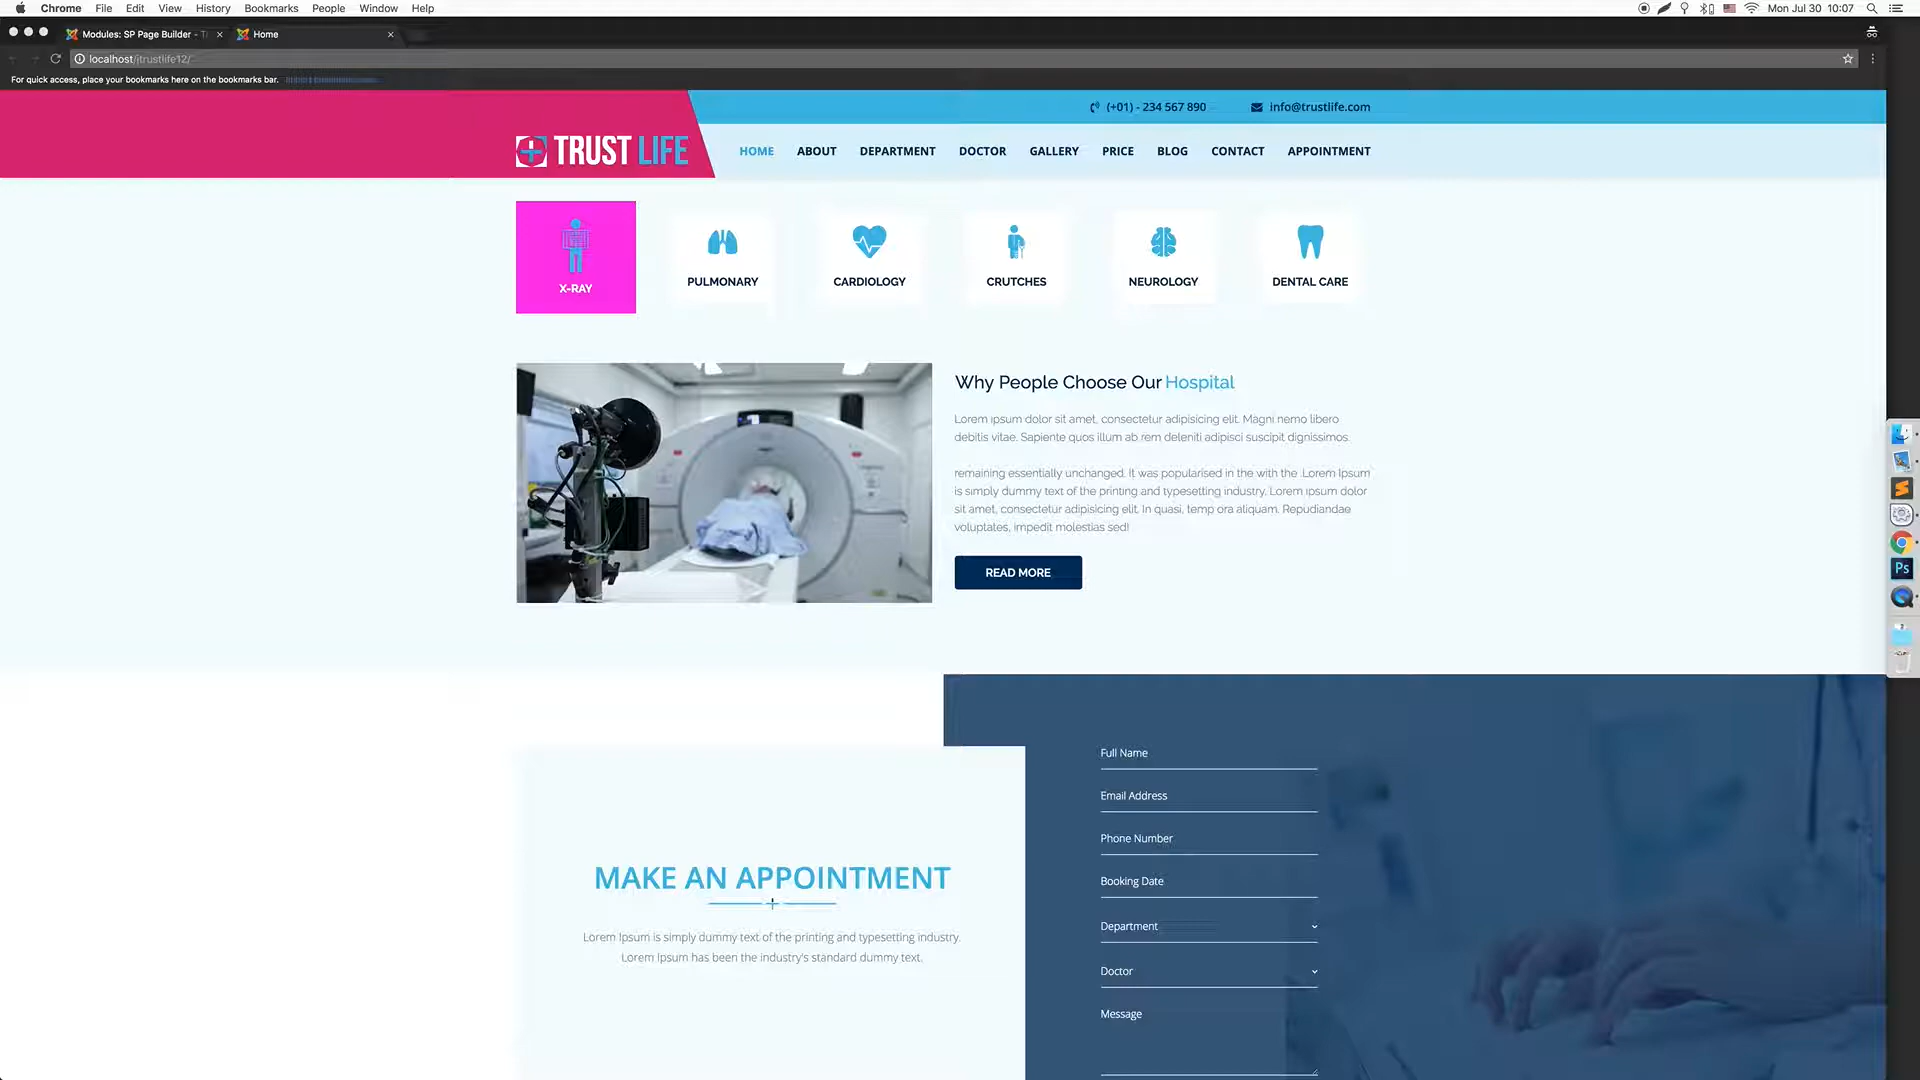 Chrome File Edit View History Bookmarks People Window Help
Mon Jul 30 10:07
Modules: SP Page Builder - T
Home
localhost/jtrustlife12/
For quick access, place your bookmarks here on the bookmarks bar.
(+01) - 234 567 890
info@trustlife.com
TRUST LIFE
HOME ABOUT DEPARTMENT DOCTOR GALLERY PRICE BLOG CONTACT APPOINTMENT
X-RAY
PULMONARY
CARDIOLOGY
CRUTCHES
NEUROLOGY
DENTAL CARE
Why People Choose Our Hospital
Lorem ipsum dolor sit amet, consectetur adipisicing elit. Magni nemo libero
debitis vitae. Sapiente quos illum ab rem deleniti adipisci suscipit dignissimos.
remaining essentially unchanged. It was popularised in the with the .Lorem Ipsum
is simply dummy text of the printing and typesetting industry. Lorem ipsum dolor
sit amet, consectetur adipisicing elit. In quasi, temp ora aliquam. Repudiandae
voluptates, impedit molestias sed!
READ MORE
MAKE AN APPOINTMENT
Lorem Ipsum is simply dummy text of the printing and typesetting industry.
Lorem Ipsum has been the industry's standard dummy text.
Full Name
Email Address
Phone Number
Booking Date
Department
Doctor
Message
Ps